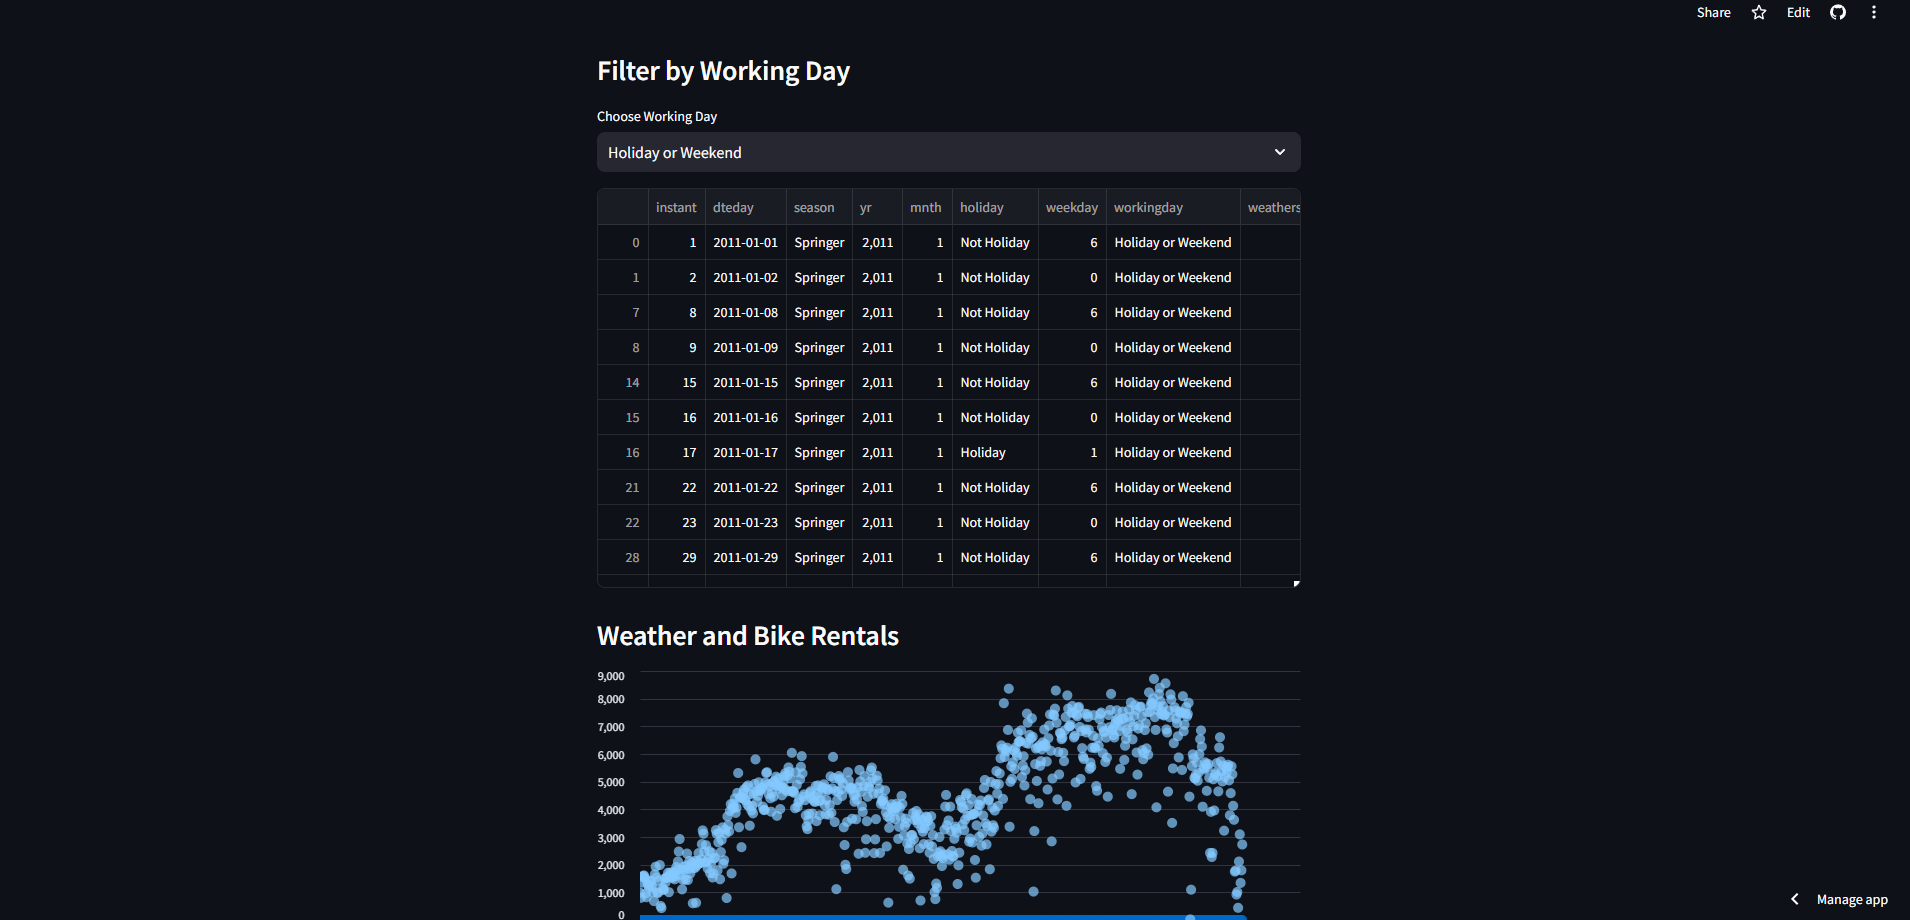 Share Edit
Filter by Working Day
Choose Working Day
Holiday or Weekend
instant dteday season yr mnth holiday weekday workingday weathers
0 1 2011-01-01 Springer 2,011 1 Not Holiday 6 Holiday or Weekend
1 2 2011-01-02 Springer 2,011 1 Not Holiday 0 Holiday or Weekend
7 8 2011-01-08 Springer 2,011 1 Not Holiday 6 Holiday or Weekend
8 9 2011-01-09 Springer 2,011 1 Not Holiday 0 Holiday or Weekend
14 15 2011-01-15 Springer 2,011 1 Not Holiday 6 Holiday or Weekend
15 16 2011-01-16 Springer 2,011 1 Not Holiday 0 Holiday or Weekend
16 17 2011-01-17 Springer 2,011 1 Holiday 1 Holiday or Weekend
21 22 2011-01-22 Springer 2,011 1 Not Holiday 6 Holiday or Weekend
22 23 2011-01-23 Springer 2,011 1 Not Holiday 0 Holiday or Weekend
28 29 2011-01-29 Springer 2,011 1 Not Holiday 6 Holiday or Weekend
Weather and Bike Rentals
9,000
8,000
7,000
6,000
5,000
4,000
3,000
2,000
1,000
0
Manage app